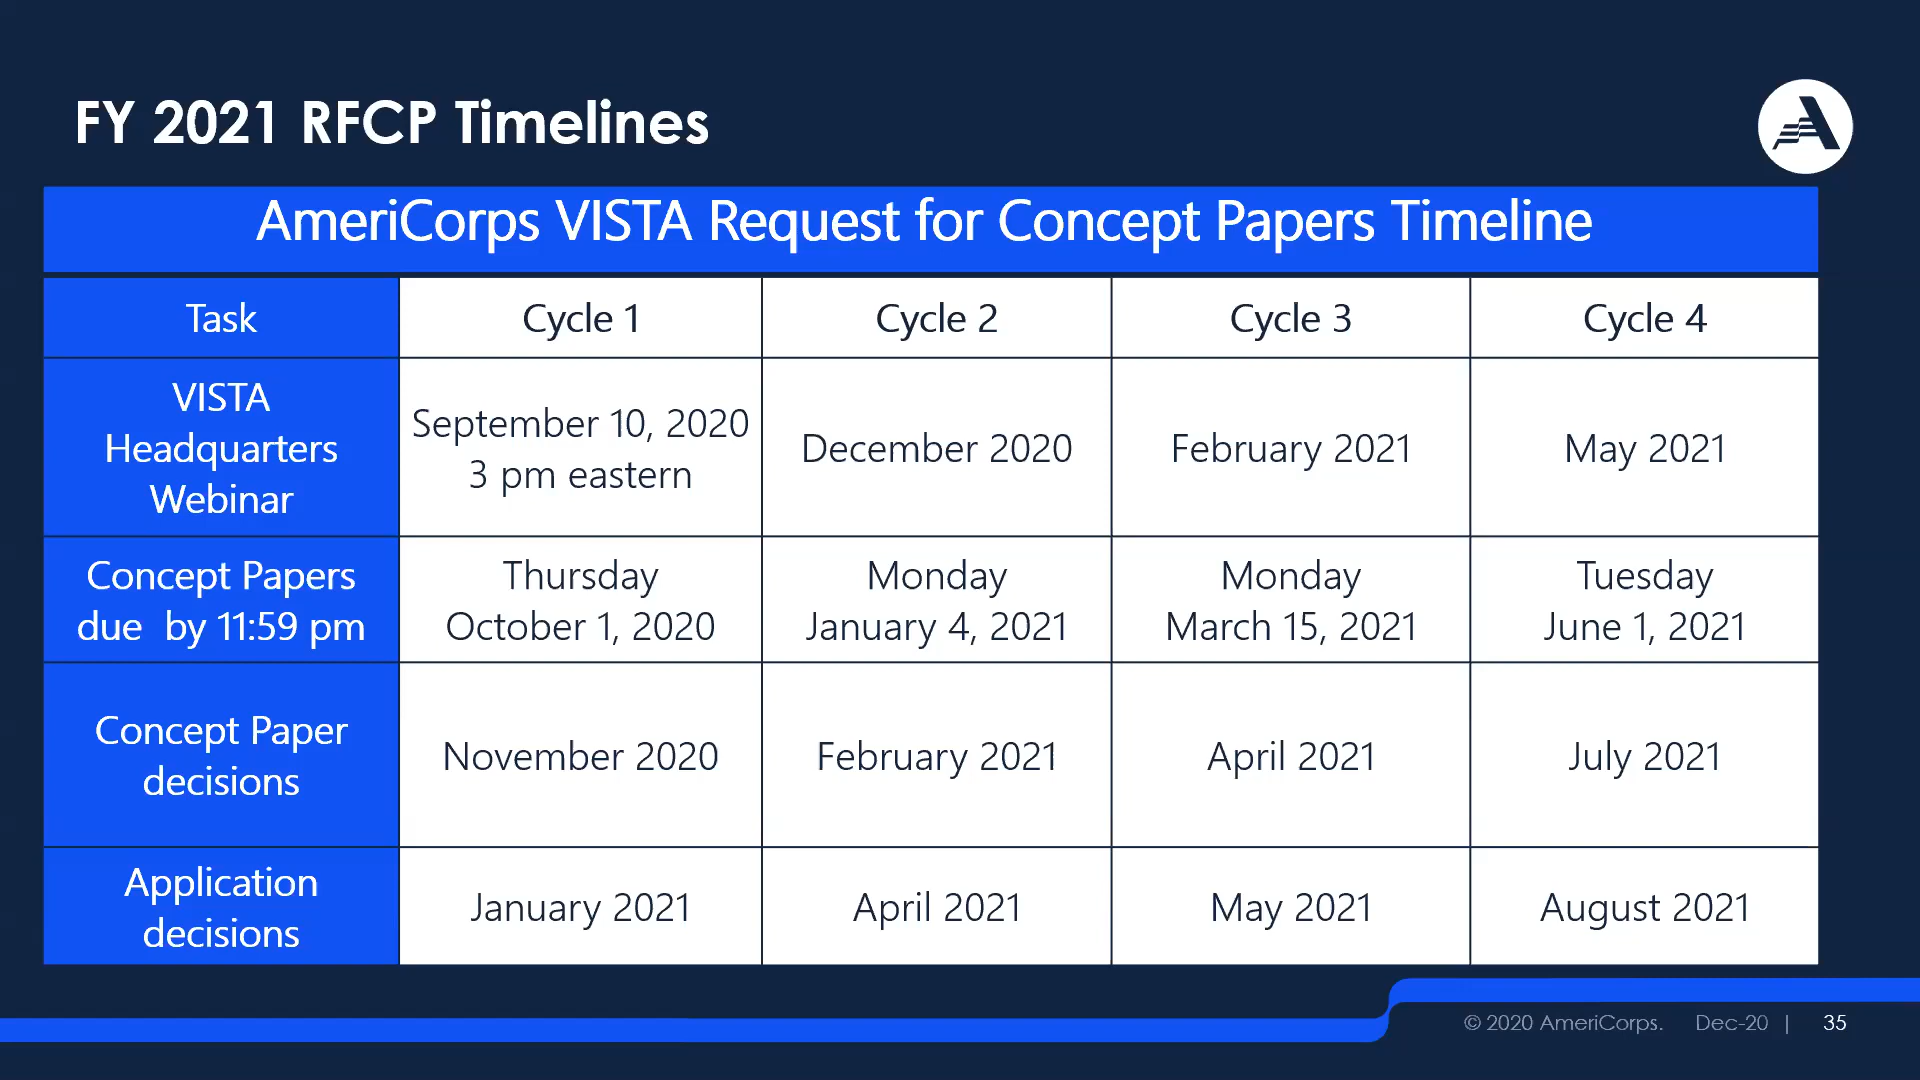 FY 2021 RFCP Timelines
AmeriCorps VISTA Request for Concept Papers Timeline
Task
Cycle 1
Cycle 2
Cycle 3
Cycle 4
VISTA
Headquarters
Webinar
September 10, 2020
3 pm eastern
December 2020
February 2021
May 2021
Concept Papers
due by 11:59 pm
Thursday
October 1, 2020
Monday
January 4, 2021
Monday
March 15, 2021
Tuesday
June 1, 2021
Concept Paper
decisions
November 2020
February 2021
April 2021
July 2021
Application
decisions
January 2021
April 2021
May 2021
August 2021
© 2020 AmeriCorps. Dec-20 | 35